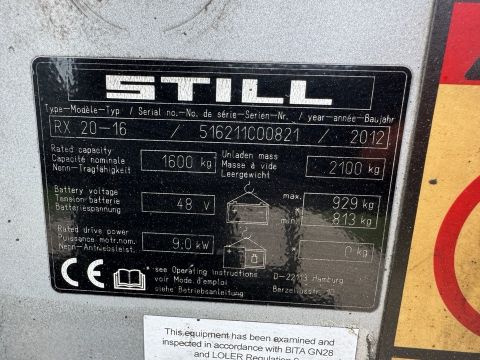 STILL
Type-Modèle-Typ / Serial no.-No. de série-Serien-Nr. / year-année-Baujahr
RX 20-16 / 516211C00821 / 2012
Rated capacity
Capacité nominale
Nenn-Tragfähigkeit
1600 kg
Unladen mass
Masse à vide
Leergewicht
2100 kg
Battery voltage
Tension batterie
Batteriespannung
48 V
max. 929 kg
min. 813 kg
Rated drive power
Puissance motr.nom.
Nenn-Antriebsleist.
9.0 kW
0 kg
CE
*see Operating instructions
voir Mode d'emploi
siehe Betriebsanleitung
D-22113 Hamburg
Berzeliusstr.10
This equipment has been examined and
inspected in accordance with BITA GN28
and LOLER Regulation